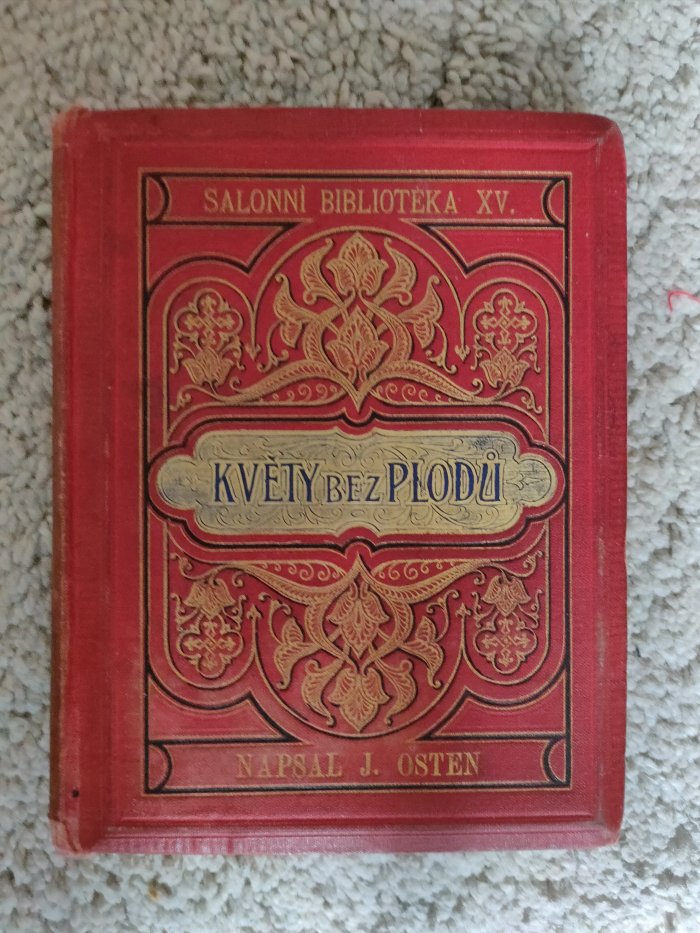 SALONNÍ BIBLIOTÉKA XV.
KVĚTY BEZ PLODŮ
NAPSAL J. OSTEN